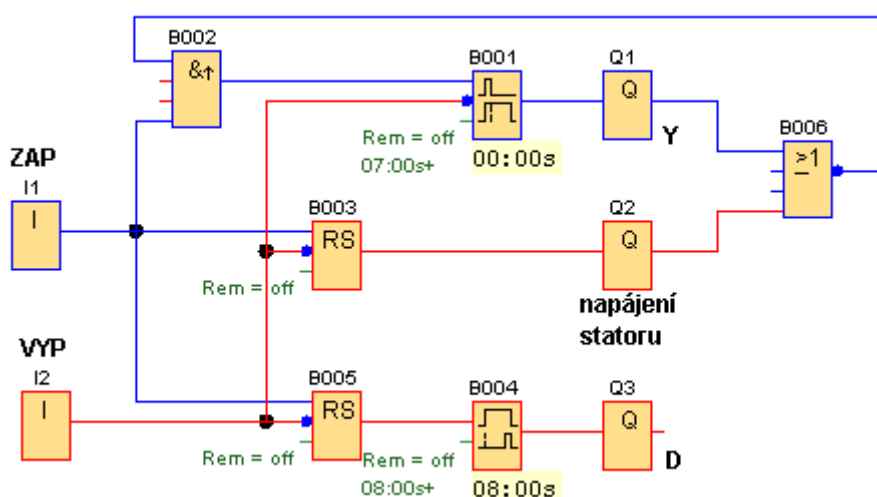 B002
&↑
B001
Q1
Q
Y
Rem = off
07:00s+
00:00s
B006
>1
ZAP
I1
I
B003
RS
Rem = off
Q2
Q
napájení
statoru
VYP
I2
I
B005
RS
Rem = off
B004
Rem = off
08:00s+
08:00s
Q3
Q
D